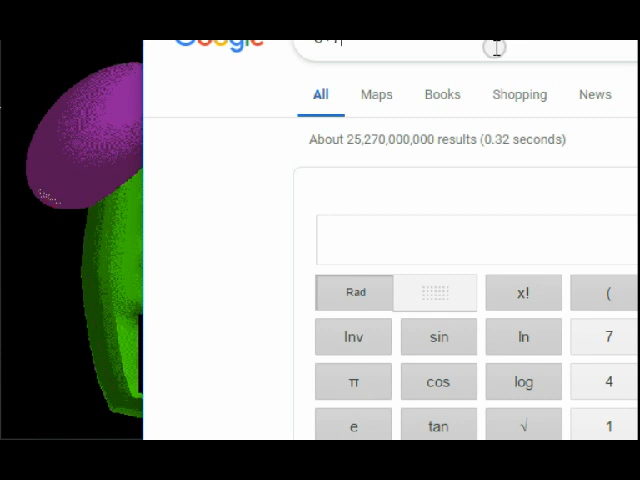 Google
All Maps Books Shopping News
About 25,270,000,000 results (0.32 seconds)
Rad x! (
Inv sin ln 7
π cos log 4
e tan √ 1